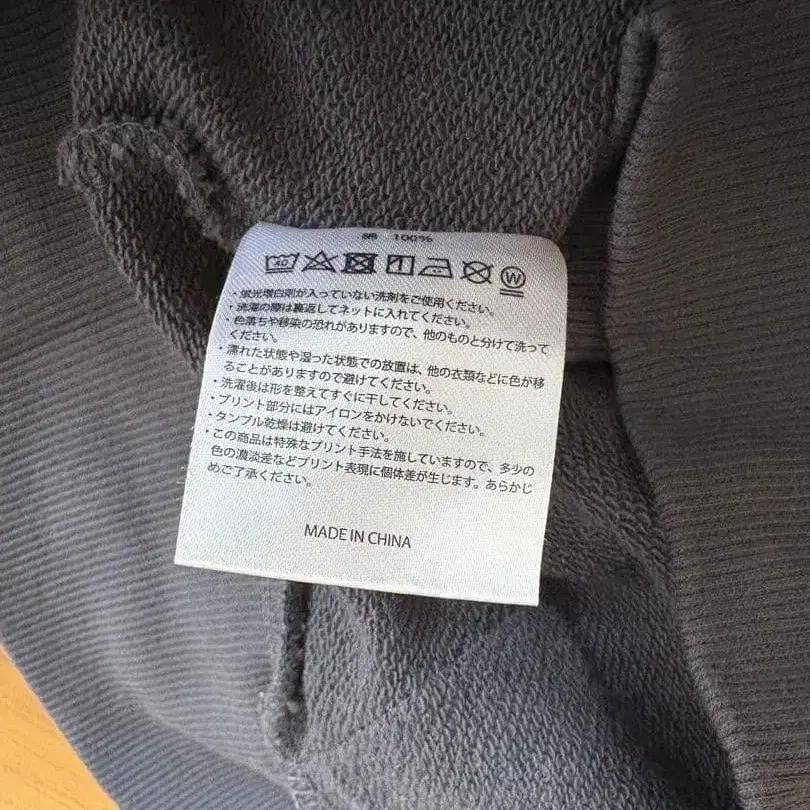 綿 100%
40
W
・蛍光増白剤が入っていない洗剤をご使用ください。
・洗濯の際は裏返してネットに入れてください。
・色落ちや移染の恐れがありますので、他のものと分けて洗って
ください。
・濡れた状態や湿った状態での放置は、他の衣類などに色が移
ることがありますので避けてください。
・洗濯後は形を整えてすぐに干してください。
・プリント部分にはアイロンをかけないでください。
・タンブル乾燥は避けてください。
・この商品は特殊なプリント手法を施していますので、多少の
色の濃淡差などプリント表現に個体差が生じます。あらかじ
めご了承ください。
MADE IN CHINA